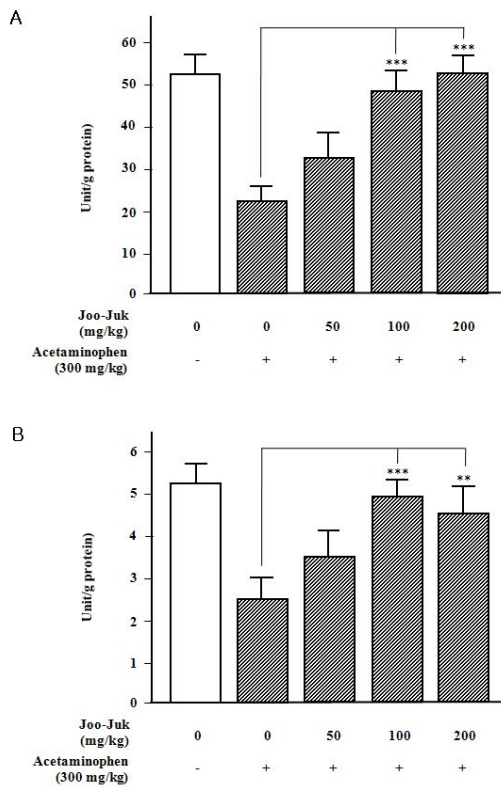 A
60
50
40
30
20
10
0
Unit/g protein)
*** ***
Joo-Juk
(mg/kg)
0 0 50 100 200
Acetaminophen
(300 mg/kg)
- + + + +
B
6
5
4
3
2
1
0
Unit/g protein)
*** **
Joo-Juk
(mg/kg)
0 0 50 100 200
Acetaminophen
(300 mg/kg)
- + + + +